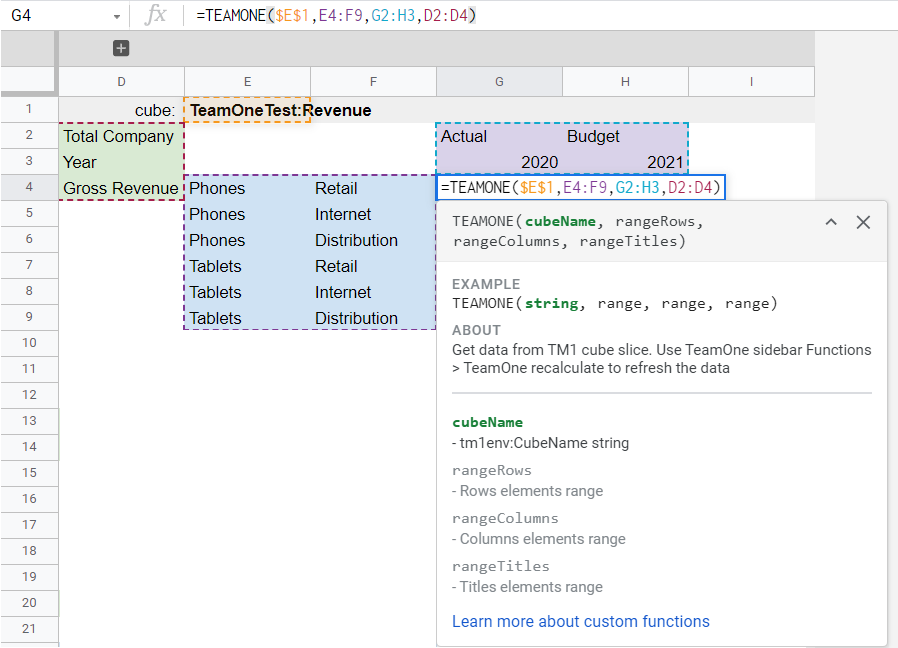 G4 fx =TEAMONE($E$1,E4:F9,G2:H3,D2:D4)
D E F G H I
1 cube: TeamOneTest:Revenue
2 Total Company Actual Budget
3 Year 2020 2021
4 Gross Revenue Phones Retail =TEAMONE($E$1,E4:F9,G2:H3,D2:D4)
5 Phones Internet
6 Phones Distribution
7 Tablets Retail
8 Tablets Internet
9 Tablets Distribution
10
11
12
13
14
15
16
17
18
19
20
21
TEAMONE(cubeName, rangeRows,
rangeColumns, rangeTitles)
EXAMPLE
TEAMONE(string, range, range, range)
ABOUT
Get data from TM1 cube slice. Use TeamOne sidebar Functions
> TeamOne recalculate to refresh the data
cubeName
- tm1env:CubeName string
rangeRows
- Rows elements range
rangeColumns
- Columns elements range
rangeTitles
- Titles elements range
Learn more about custom functions